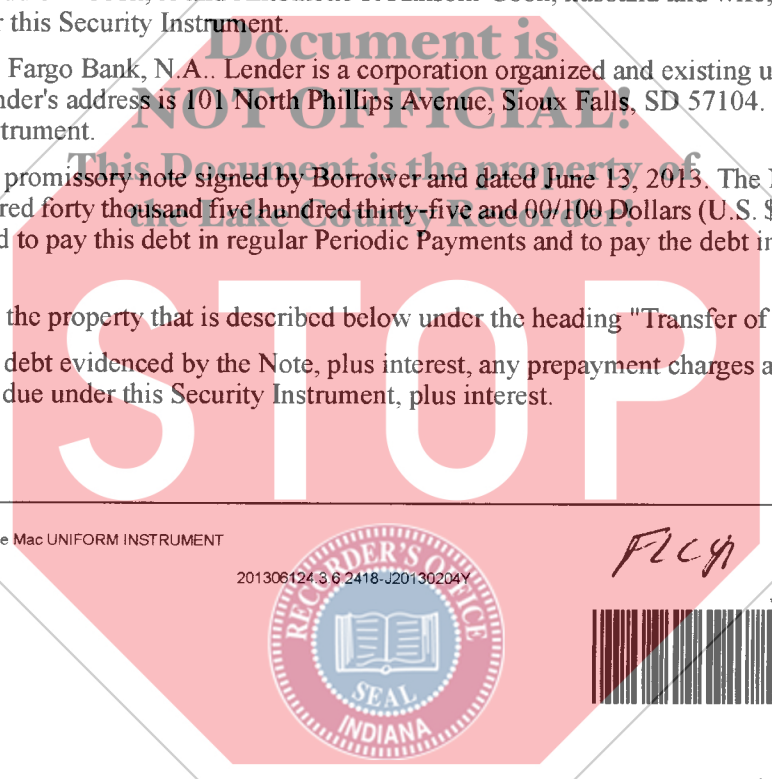 r this Security Instrument.
Document is
Fargo Bank, N.A.. Lender is a corporation organized and existing u
nder's address is 101 North Phillips Avenue, Sioux Falls, SD 57104.
NOT OFFICIAL!
strument.
This Document is the property of
promissory note signed by Borrower and dated June 13, 2013. The
red forty thousand five hundred thirty-five and 00/100 Dollars (U.S. $
the Lake County Recorder!
d to pay this debt in regular Periodic Payments and to pay the debt in
STOP
the property that is described below under the heading "Transfer of
debt evidenced by the Note, plus interest, any prepayment charges a
due under this Security Instrument, plus interest.
e Mac UNIFORM INSTRUMENT
201306124.3.6.2418-J20130204Y
RECORDER'S OFFICE
SEAL
INDIANA